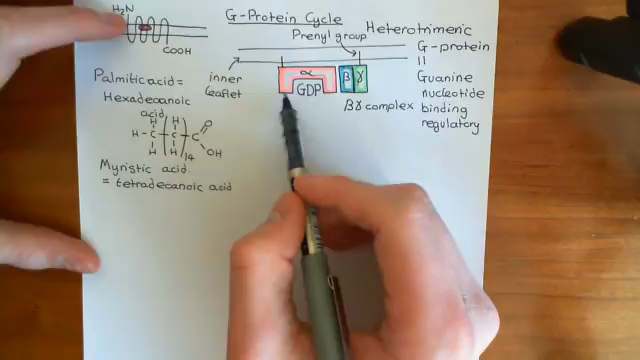 G-Protein Cycle
H₂N
COOH
Prenyl group
Heterotrimeric
G-protein
=
Guanine
nucleotide
binding
regulatory
inner
leaflet
α
GDP
β γ
βγ complex
Palmitic acid =
Hexadecanoic
acid
H H
H-C-(C)-C=O
H H
14
OH
Myristic acid
= tetradecanoic acid